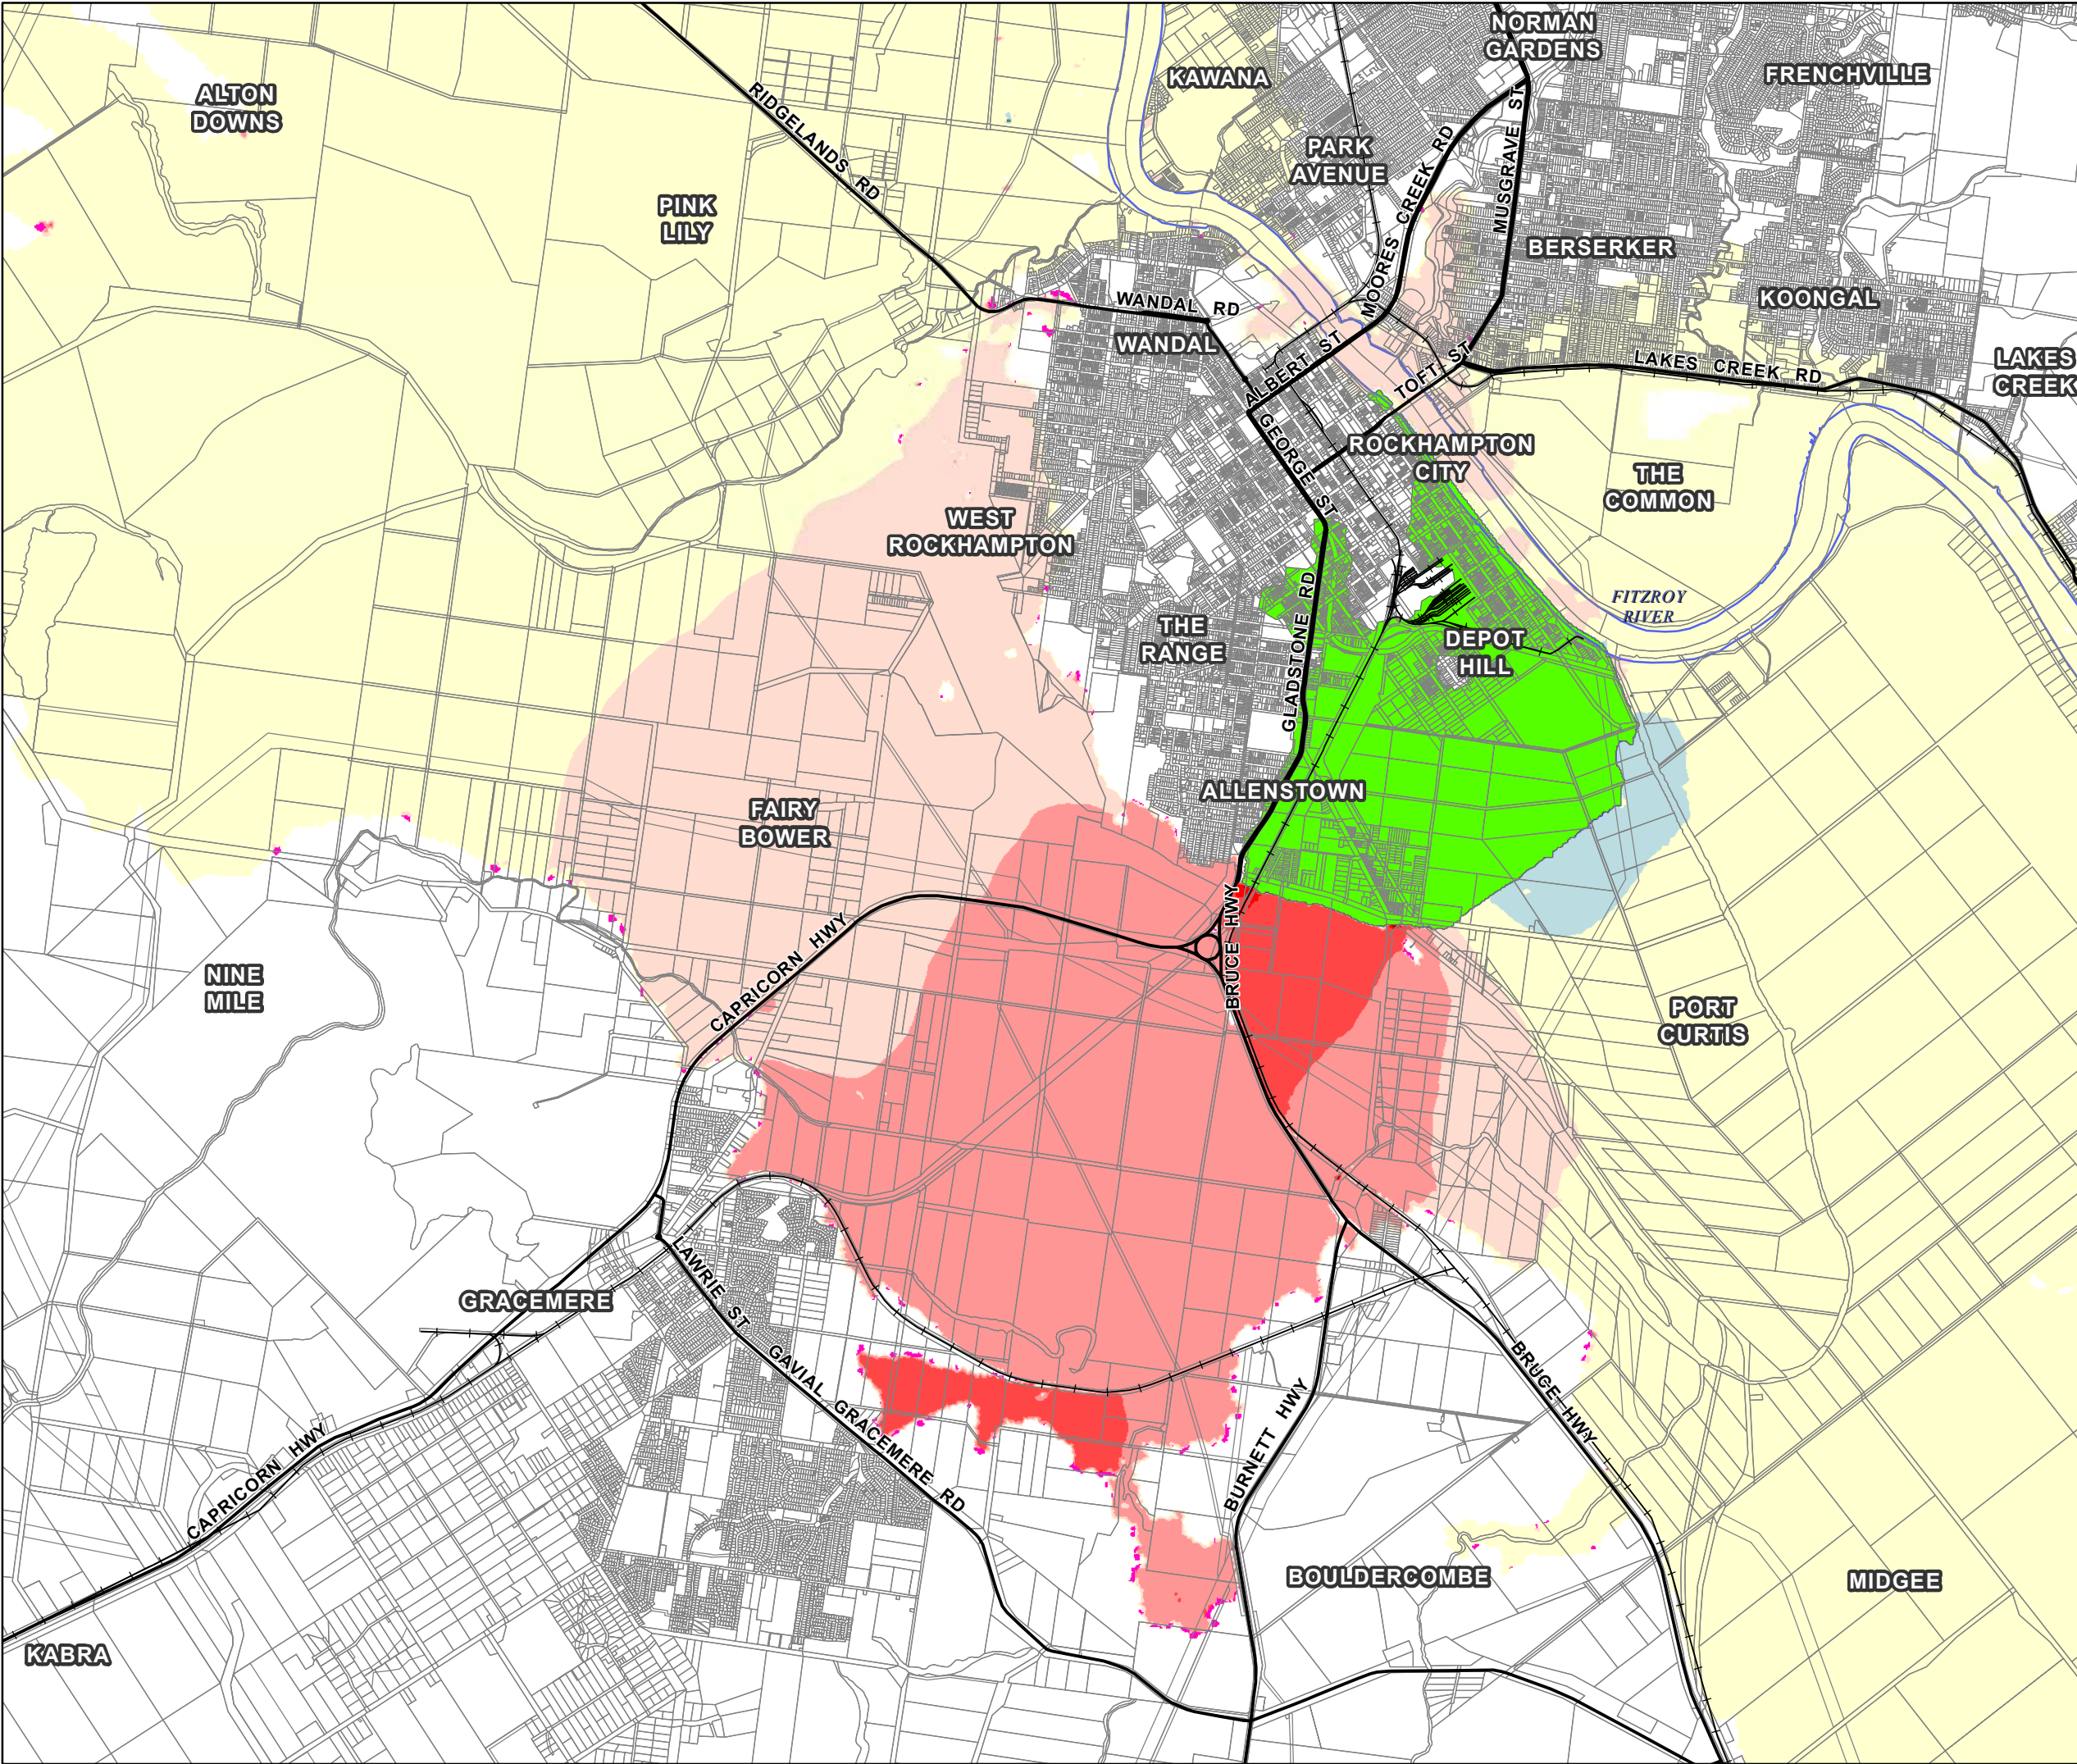 NORMAN
GARDENS
KAWANA
FRENCHVILLE
ALTON
DOWNS
RIDGELANDS RD
PARK
AVENUE
MOORES CREEK RD
MUSGRAVE ST
PINK
LILY
BERSERKER
KOONGAL
WANDAL RD
WANDAL
ALBERT ST
TOFT ST
LAKES CREEK RD
LAKES
CREEK
GEORGE ST
ROCKHAMPTON
CITY
THE
COMMON
WEST
ROCKHAMPTON
FITZROY
RIVER
THE
RANGE
GLADSTONE RD
DEPOT
HILL
ALLENSTOWN
FAIRY
BOWER
CAPRICORN HWY
BRUCE HWY
NINE
MILE
PORT
CURTIS
LAWRIE ST
GRACEMERE
GAVIAL GRACEMERE RD
BURNETT HWY
BRUCE HWY
CAPRICORN HWY
BOULDERCOMBE
MIDGEE
KABRA